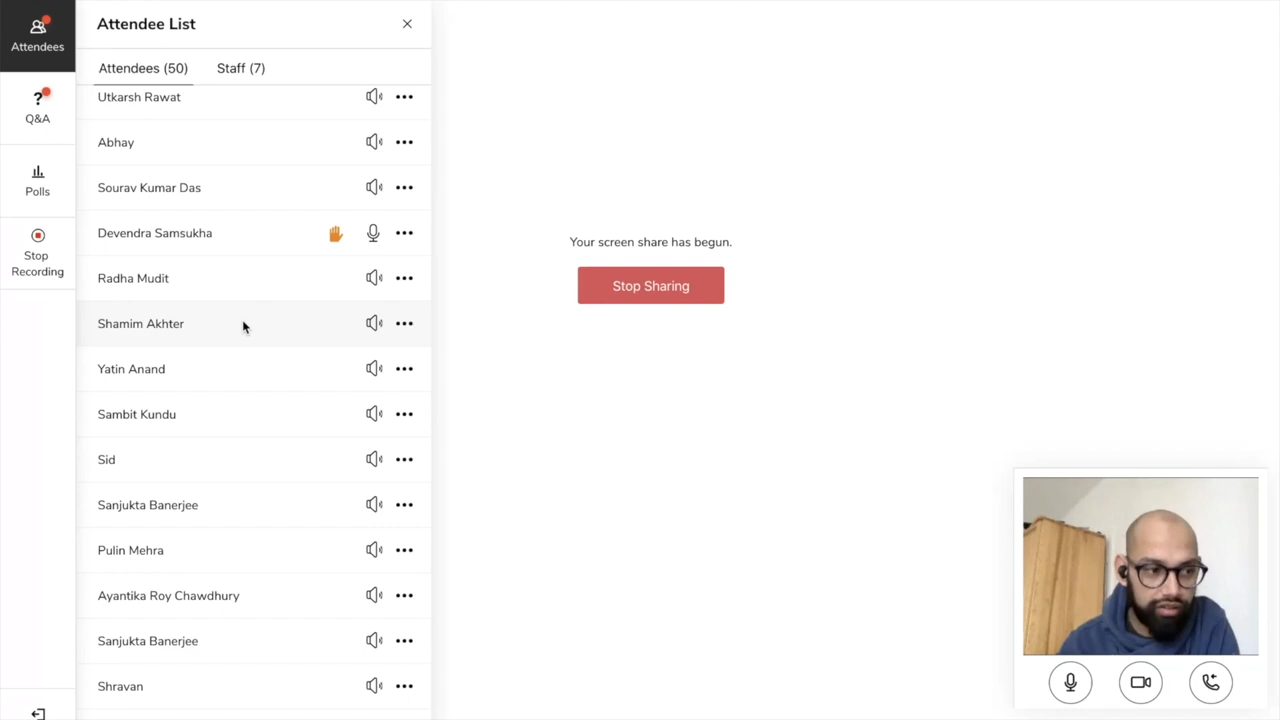 Attendees
Q&A
Polls
Stop
Recording
Attendee List
Attendees (50)
Staff (7)
Utkarsh Rawat
Abhay
Sourav Kumar Das
Devendra Samsukha
Radha Mudit
Shamim Akhter
Yatin Anand
Sambit Kundu
Sid
Sanjukta Banerjee
Pulin Mehra
Ayantika Roy Chawdhury
Sanjukta Banerjee
Shravan
Your screen share has begun.
Stop Sharing